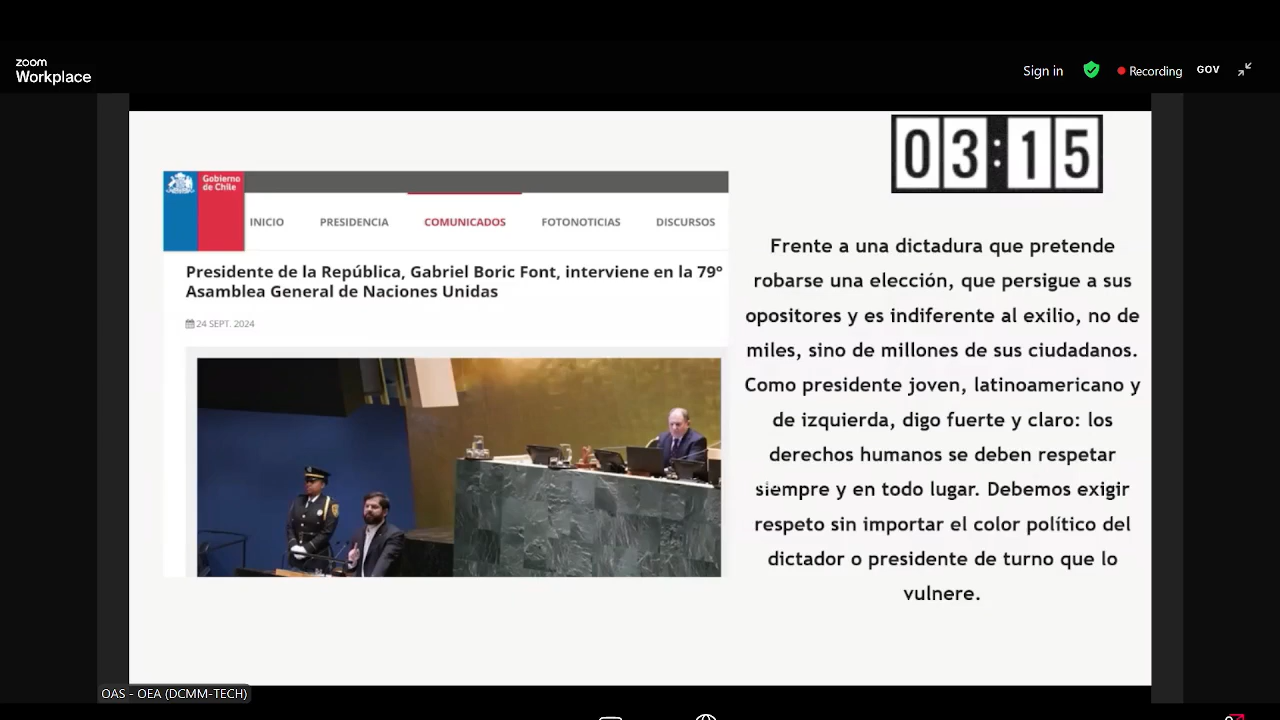 zoom
Workplace
Sign in
Recording
GOV
03:15
Gobierno
de Chile
INICIO
PRESIDENCIA
COMUNICADOS
FOTONOTICIAS
DISCURSOS
Presidente de la República, Gabriel Boric Font, interviene en la 79°
Asamblea General de Naciones Unidas
24 SEPT. 2024
Frente a una dictadura que pretende
robarse una elección, que persigue a sus
opositores y es indiferente al exilio, no de
miles, sino de millones de sus ciudadanos.
Como presidente joven, latinoamericano y
de izquierda, digo fuerte y claro: los
derechos humanos se deben respetar
siempre y en todo lugar. Debemos exigir
respeto sin importar el color político del
dictador o presidente de turno que lo
vulnere.
OAS - OEA (DCMM-TECH)